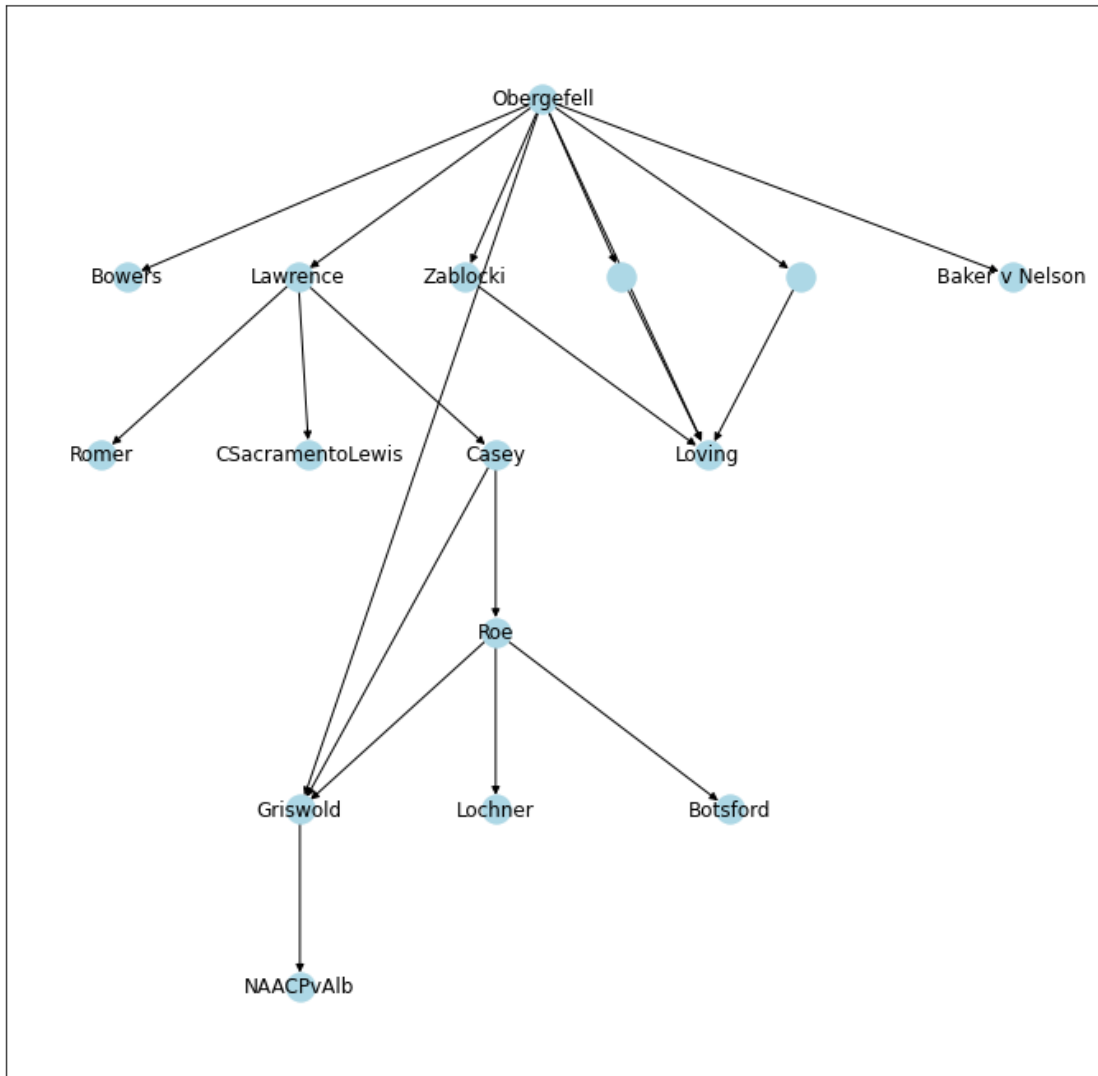 Obergefell
Bowers
Lawrence
Zablocki
Baker v Nelson
Romer
CSacramentoLewis
Casey
Loving
Roe
Griswold
Lochner
Botsford
NAACPvAlb